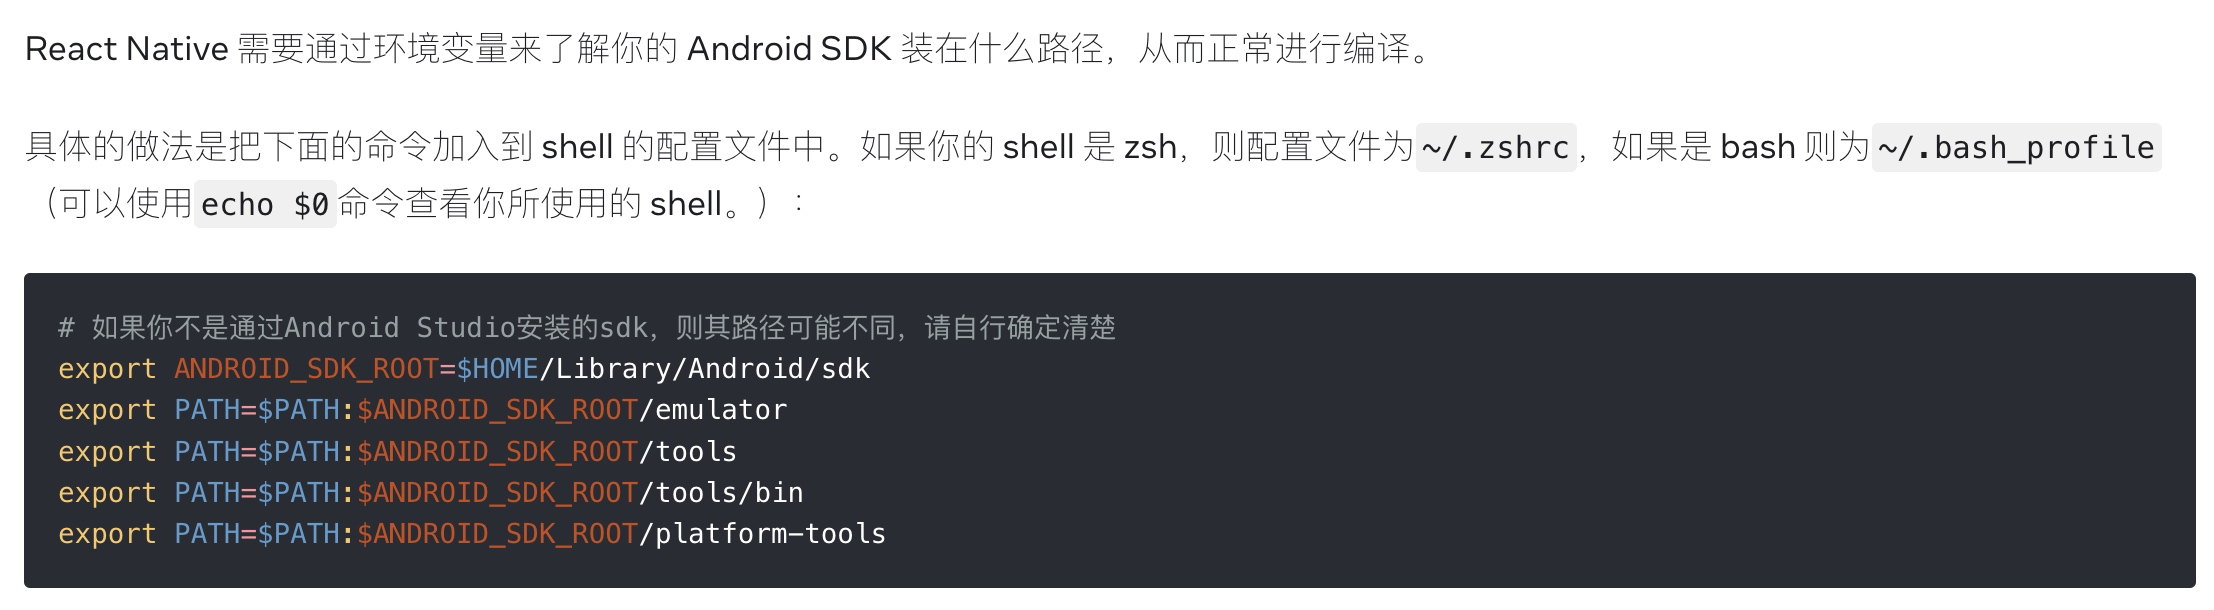 React Native 需要通过环境变量来了解你的 Android SDK 装在什么路径，从而正常进行编译。
具体的做法是把下面的命令加入到 shell 的配置文件中。如果你的 shell 是 zsh，则配置文件为~/.zshrc，如果是 bash 则为~/.bash_profile
（可以使用echo $0命令查看你所使用的 shell。）：
# 如果你不是通过Android Studio安装的sdk，则其路径可能不同，请自行确定清楚
export ANDROID_SDK_ROOT=$HOME/Library/Android/sdk
export PATH=$PATH:$ANDROID_SDK_ROOT/emulator
export PATH=$PATH:$ANDROID_SDK_ROOT/tools
export PATH=$PATH:$ANDROID_SDK_ROOT/tools/bin
export PATH=$PATH:$ANDROID_SDK_ROOT/platform-tools